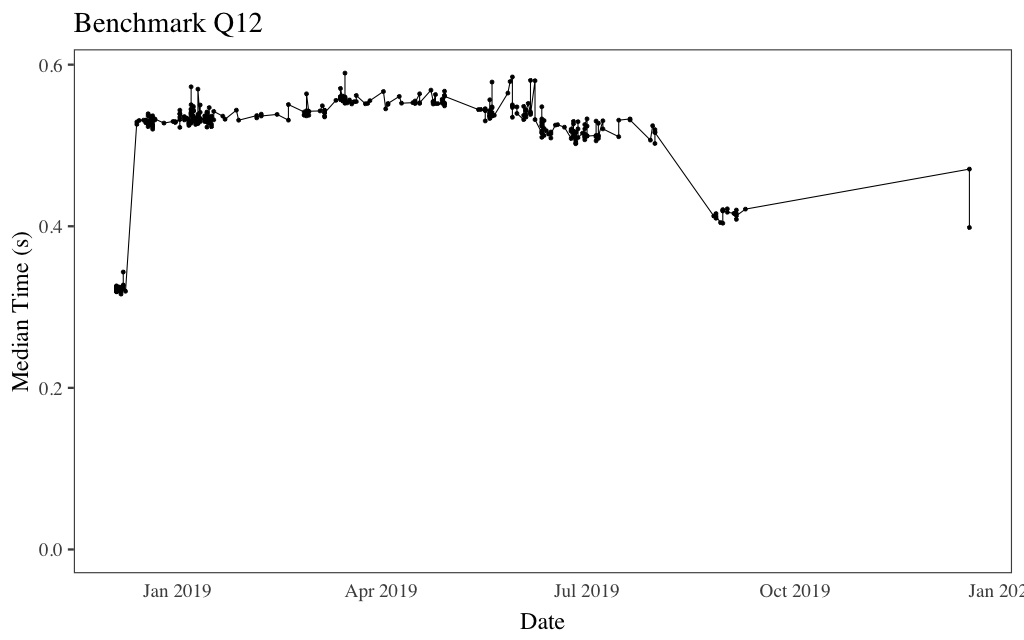 Benchmark Q12
Median Time (s)
0.6
0.4
0.2
0.0
Jan 2019
Apr 2019
Jul 2019
Oct 2019
Jan 202
Date